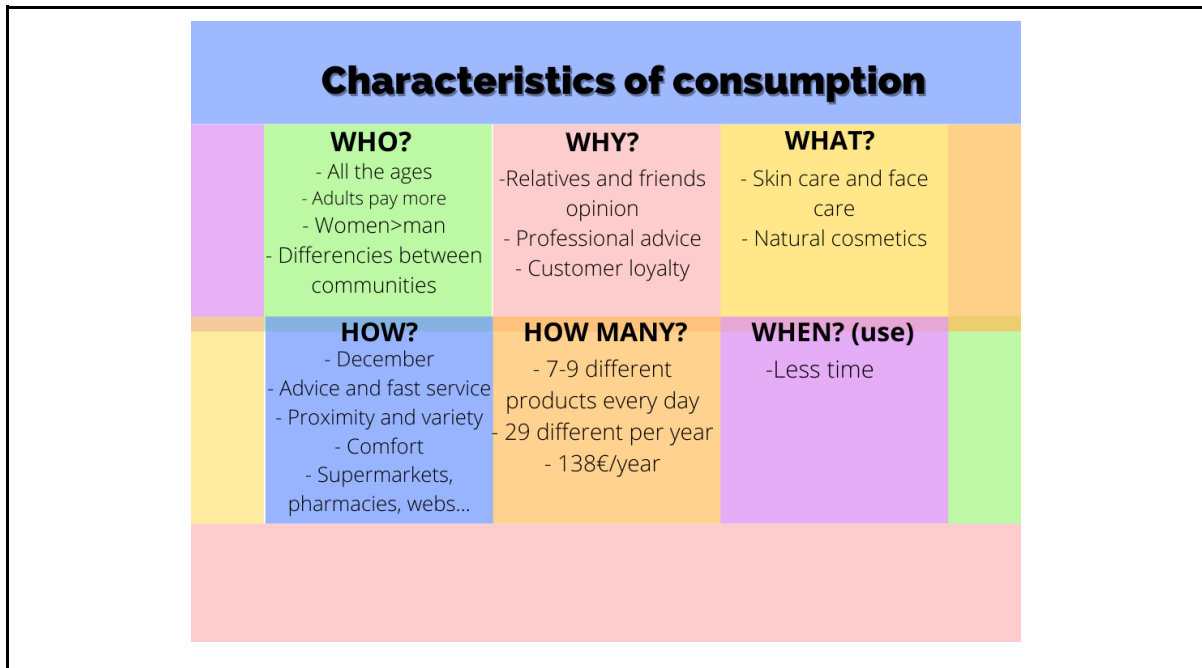 Characteristics of consumption
WHO?
- All the ages
- Adults pay more
- Women>man
- Differencies between
communities
WHY?
-Relatives and friends
opinion
- Professional advice
- Customer loyalty
WHAT?
- Skin care and face
care
- Natural cosmetics
HOW?
- December
- Advice and fast service
- Proximity and variety
- Comfort
- Supermarkets,
pharmacies, webs...
HOW MANY?
- 7-9 different
products every day
- 29 different per year
- 138€/year
WHEN? (use)
-Less time